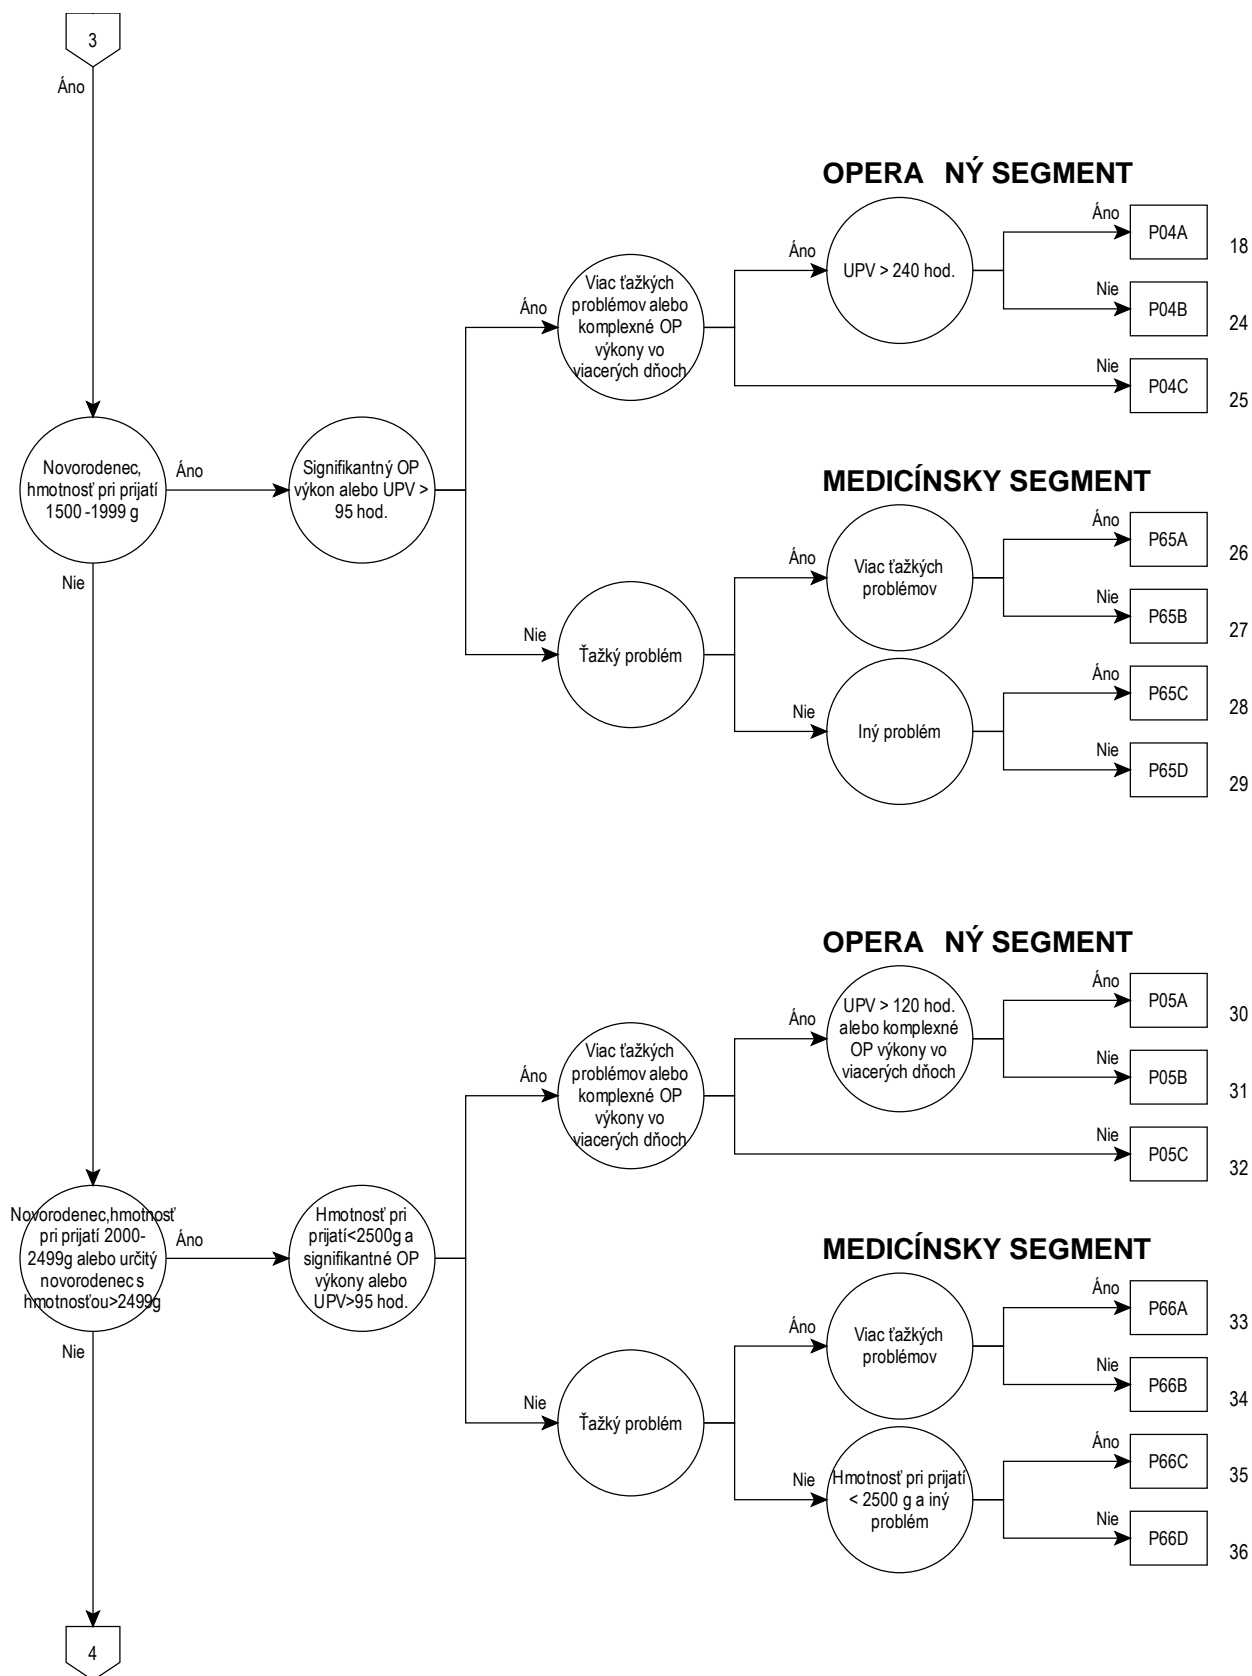 3
Áno
OPERA NÝ SEGMENT
Áno
P04A
18
Áno
UPV > 240 hod.
Nie
P04B
24
Áno
Viac ťažkých
problémov alebo
komplexné OP
výkony vo
viacerých dňoch
Nie
P04C
25
Novorodenec,
hmotnosť pri prijatí
1500 -1999 g
Áno
Signifikantný OP
výkon alebo UPV >
95 hod.
Nie
MEDICÍNSKY SEGMENT
Áno
P65A
26
Áno
Viac ťažkých
problémov
Nie
P65B
27
Nie
Ťažký problém
Áno
P65C
28
Nie
Iný problém
Nie
P65D
29
OPERA NÝ SEGMENT
Áno
P05A
30
Áno
UPV > 120 hod.
alebo komplexné
OP výkony vo
viacerých dňoch
Nie
P05B
31
Áno
Viac ťažkých
problémov alebo
komplexné OP
výkony vo
viacerých dňoch
Nie
P05C
32
Novorodenec,hmotnosť
pri prijatí 2000-
2499g alebo určitý
novorodenec s
hmotnosťou>2499g
Áno
Hmotnosť pri
prijatí<2500g a
signifikantné OP
výkony alebo
UPV>95 hod.
Nie
MEDICÍNSKY SEGMENT
Áno
P66A
33
Áno
Viac ťažkých
problémov
Nie
P66B
34
Nie
Ťažký problém
Áno
P66C
35
Nie
Hmotnosť pri prijatí
< 2500 g a iný
problém
Nie
P66D
36
4